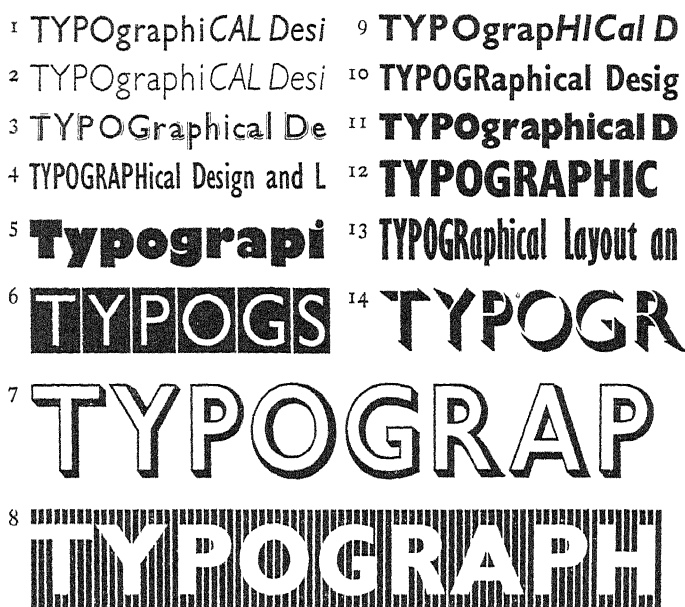 1 TYPOgraphiCAL Desi
2 TYPOgraphiCAL Desi
3 TYPOGraphical De
4 TYPOGRAPHical Design and L
5 Typograpi
6 TYPOGS
7 TYPOGRAP
8 TYPOGRAPH
9 TYPOgrapHICal D
10 TYPOGRaphical Desig
11 TYPOgraphical D
12 TYPOGRAPHIC
13 TYPOGRaphical Layout an
14 TYPOGR